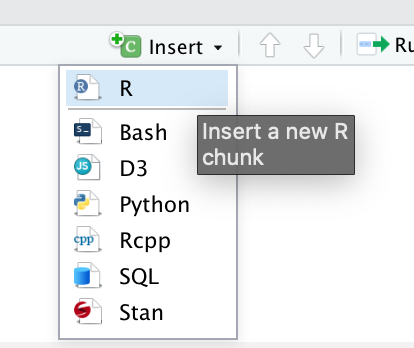 Insert
Ru
R
Bash
D3
Python
Rcpp
SQL
Stan
Insert a new R
chunk